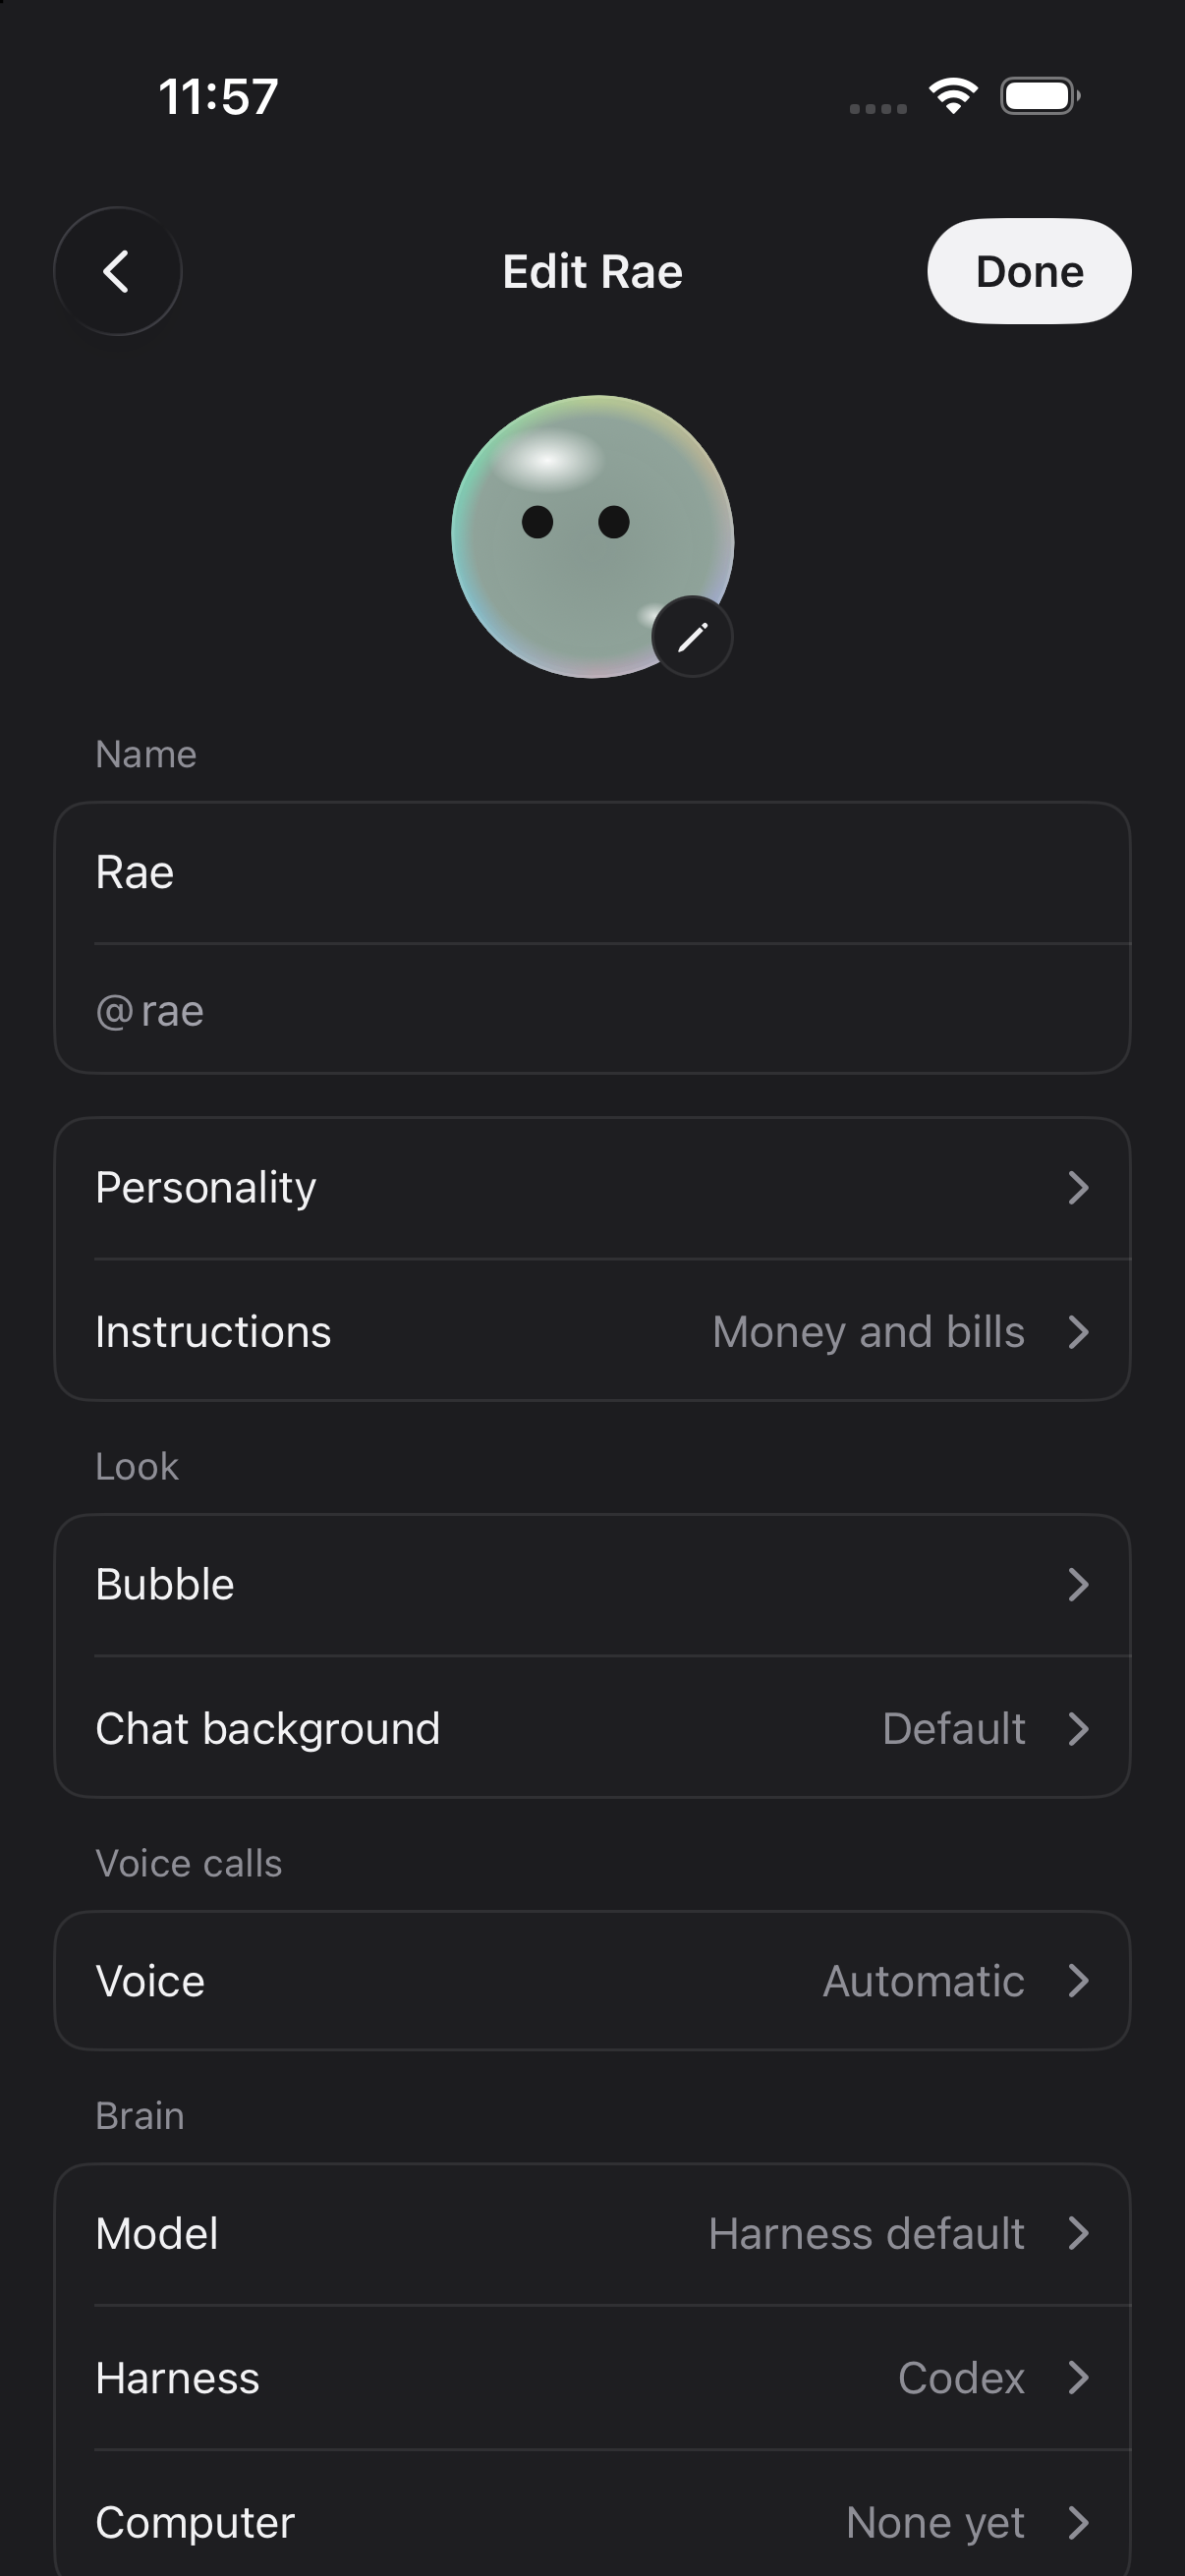 11:57
Edit Rae
Done
Name
Rae
@rae
Personality
Instructions Money and bills
Look
Bubble
Chat background Default
Voice calls
Voice Automatic
Brain
Model Harness default
Harness Codex
Computer None yet